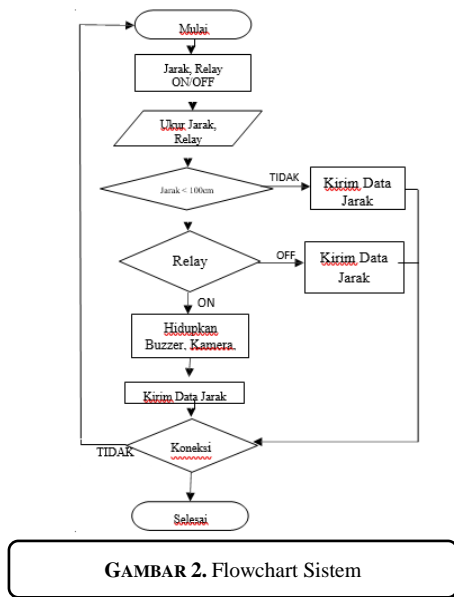 Mulai
Jarak, Relay
ON/OFF
Ukur Jarak,
Relay
Jarak < 100cm
TIDAK
Kirim Data
Jarak
Relay
OFF
Kirim Data
Jarak
ON
Hidupkan
Buzzer, Kamera
Kirim Data Jarak
Koneksi
TIDAK
Selesai
GAMBAR 2. Flowchart Sistem